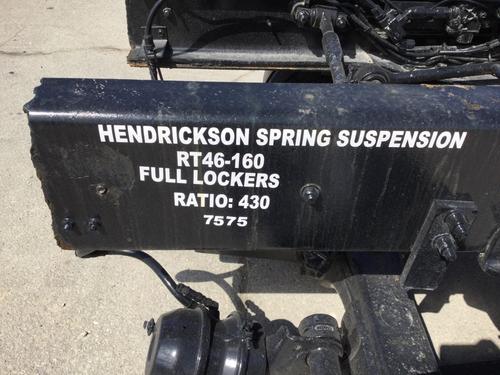 HENDRICKSON SPRING SUSPENSION
RT46-160
FULL LOCKERS
RATIO: 430
7575